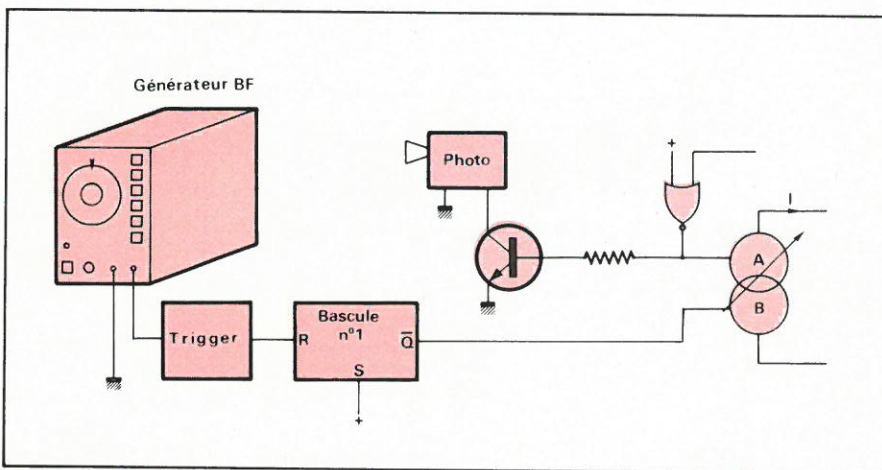 Générateur BF
Photo
+
I
A
B
Trigger
Bascule
n°1
R
Q̅
S
+